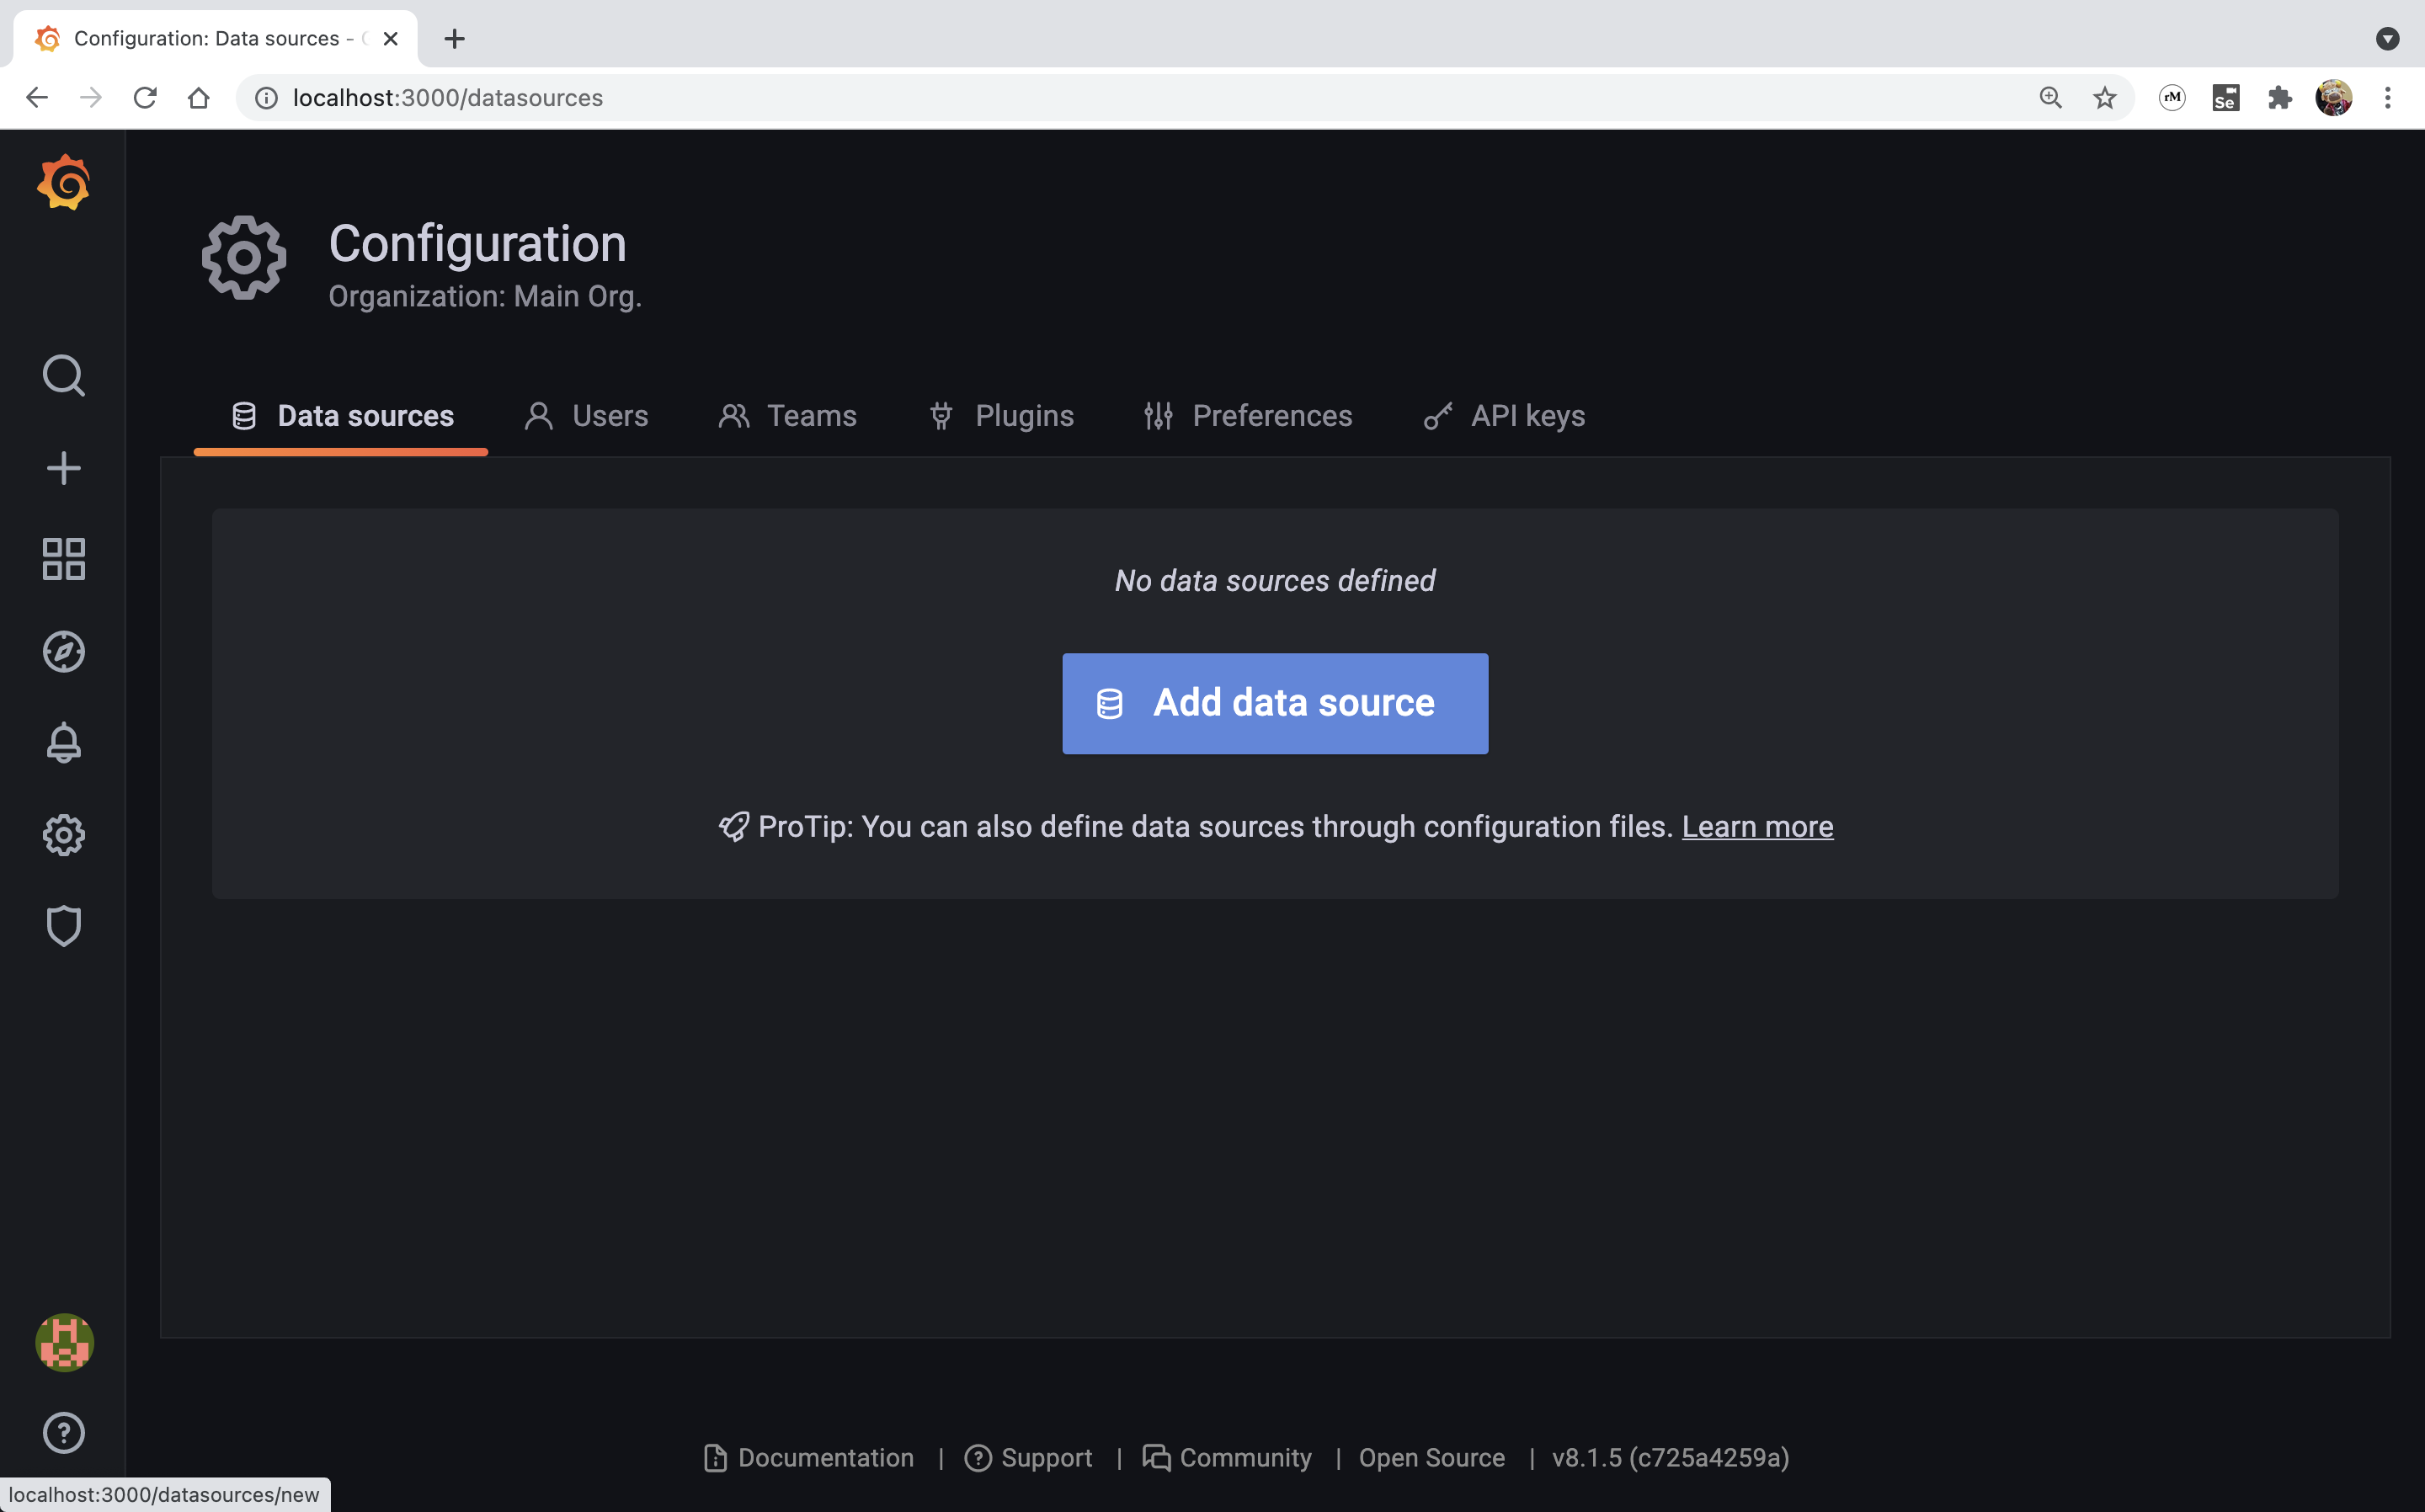 Configuration: Data sources -
localhost:3000/datasources
rM
Se
Configuration
Organization: Main Org.
Data sources
Users
Teams
Plugins
Preferences
API keys
No data sources defined
Add data source
ProTip: You can also define data sources through configuration files. Learn more
Documentation | Support | Community | Open Source | v8.1.5 (c725a4259a)
localhost:3000/datasources/new